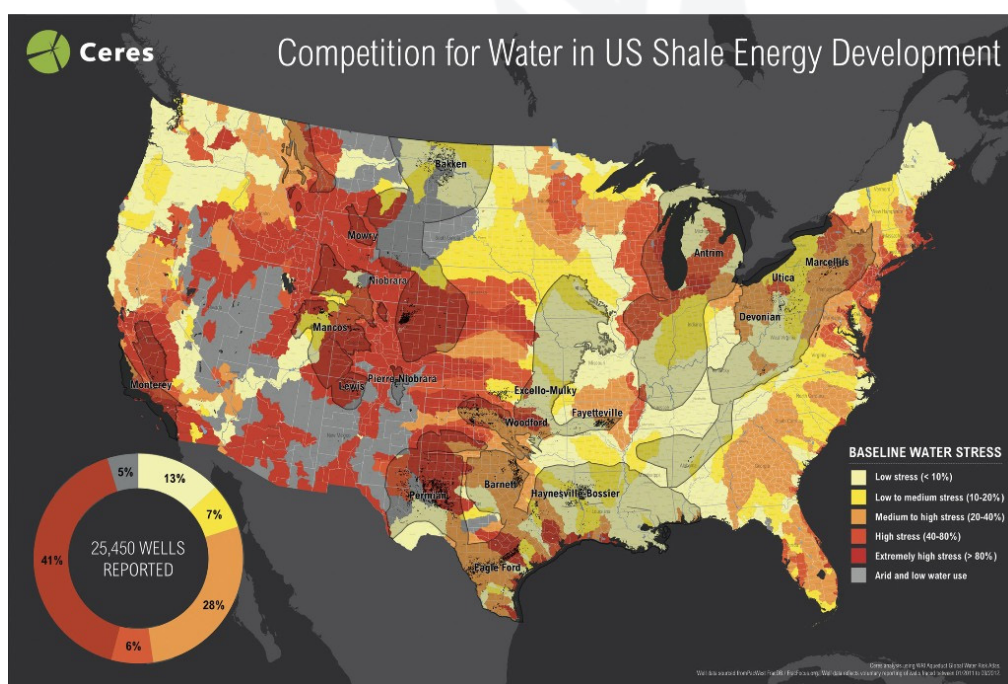 Ceres
Competition for Water in US Shale Energy Development
Bakken
Mowry
Antrim
Marcellus
Utica
Niobrara
Devonian
Mancos
Monterey
Lewis
Pierre-Niobrara
Excello-Mulky
Fayetteville
Woodford
Permian
Barnett
Haynesville-Bossier
Eagle Ford
5%
13%
7%
41%
25,450 WELLS
REPORTED
28%
6%
BASELINE WATER STRESS
Low stress (< 10%)
Low to medium stress (10-20%)
Medium to high stress (20-40%)
High stress (40-80%)
Extremely high stress (> 80%)
Arid and low water use